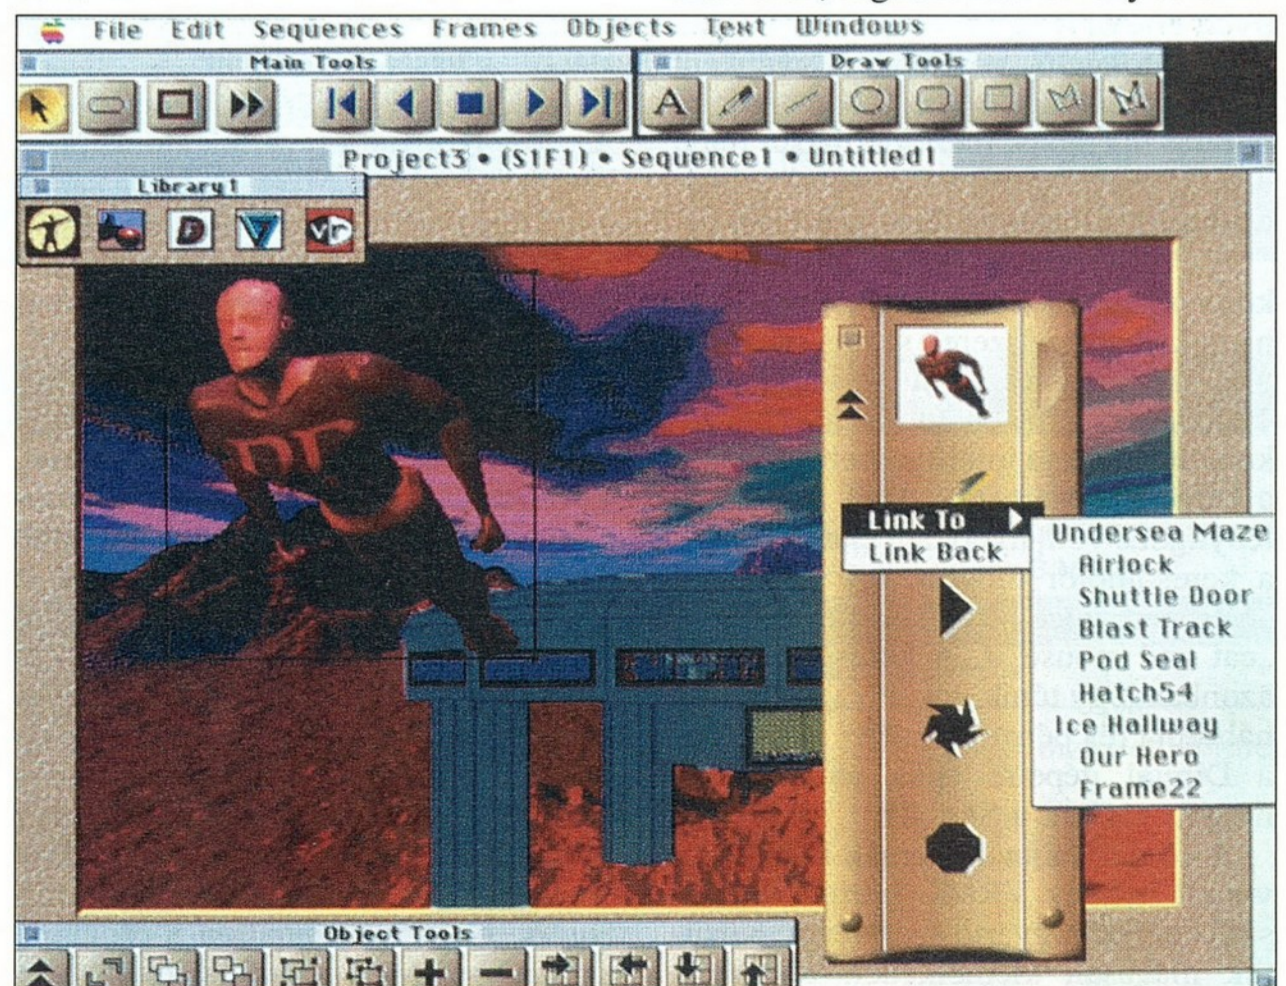 File Edit Sequences Frames Objects Text Windows
Main Tools
Draw Tools
A
Project3 • (S1F1) • Sequence1 • Untitled1
Library1
D
vr
Link To
Link Back
Undersea Maze
Airlock
Shuttle Door
Blast Track
Pod Seal
Hatch54
Ice Hallway
Our Hero
Frame22
Object Tools